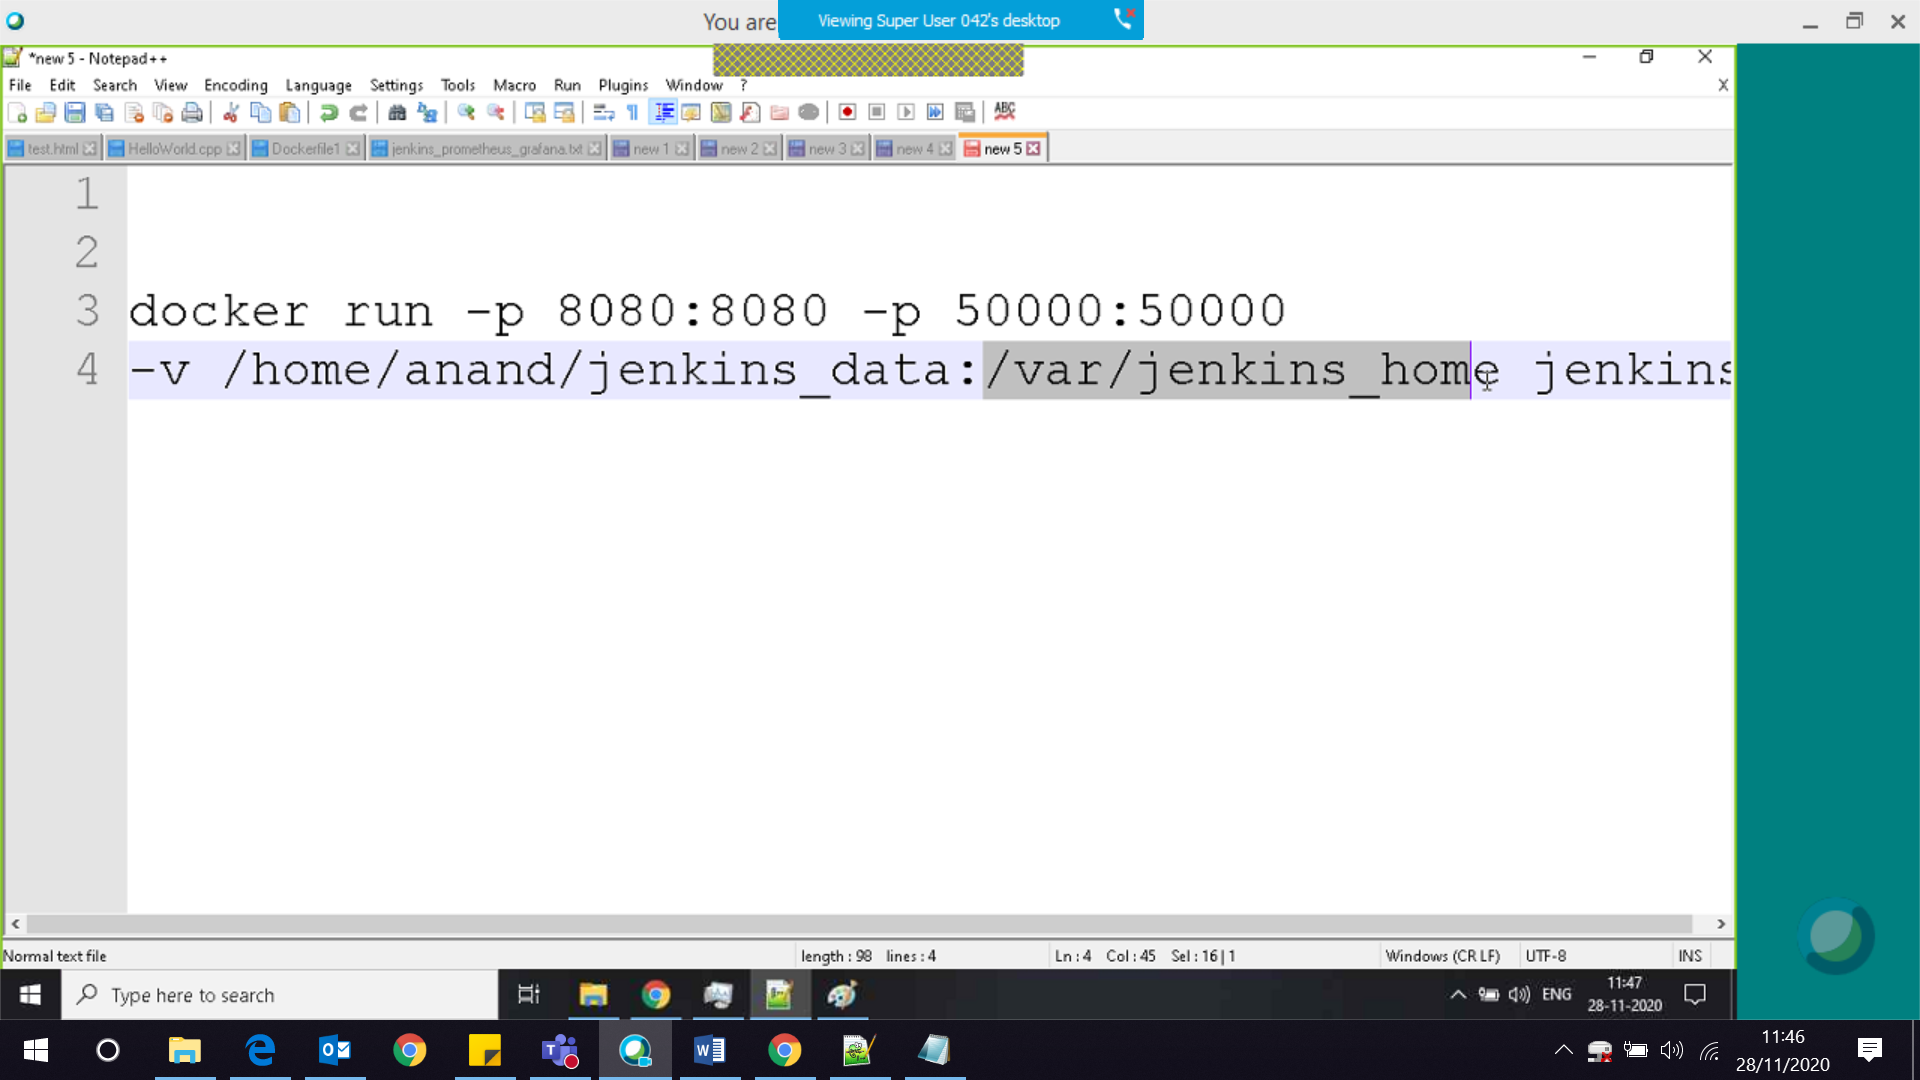 You are
Viewing Super User 042's desktop
*new 5 - Notepad++
File Edit Search View Encoding Language Settings Tools Macro Run Plugins Window ?
test.html HelloWorld.cpp Dockerfile1 jenkins_prometheus_grafana.txt new 1 new 2 new 3 new 4 new 5
1
2
3 docker run -p 8080:8080 -p 50000:50000
4 -v /home/anand/jenkins_data:/var/jenkins_home jenkins
Normal text file length : 98 lines : 4 Ln : 4 Col : 45 Sel : 16 | 1 Windows (CR LF) UTF-8 INS
Type here to search
ENG
11:47
28-11-2020
11:46
28/11/2020